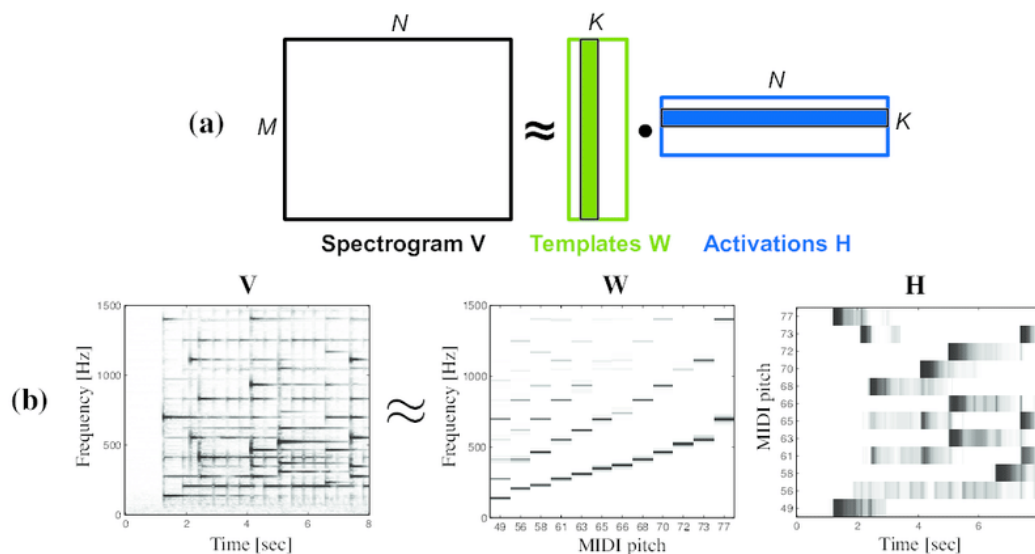 N
K
N
(a)
M
≈
•
K
Spectrogram V
Templates W
Activations H
V
W
H
(b)
1500
1000
500
0
Frequency [Hz]
0
2
4
6
8
Time [sec]
≈
1500
1000
500
0
Frequency [Hz]
49 56 58 61 63 65 66 68 70 72 73 77
MIDI pitch
77
73
72
70
68
66
65
63
61
58
56
49
MIDI pitch
0
2
4
6
Time [sec]